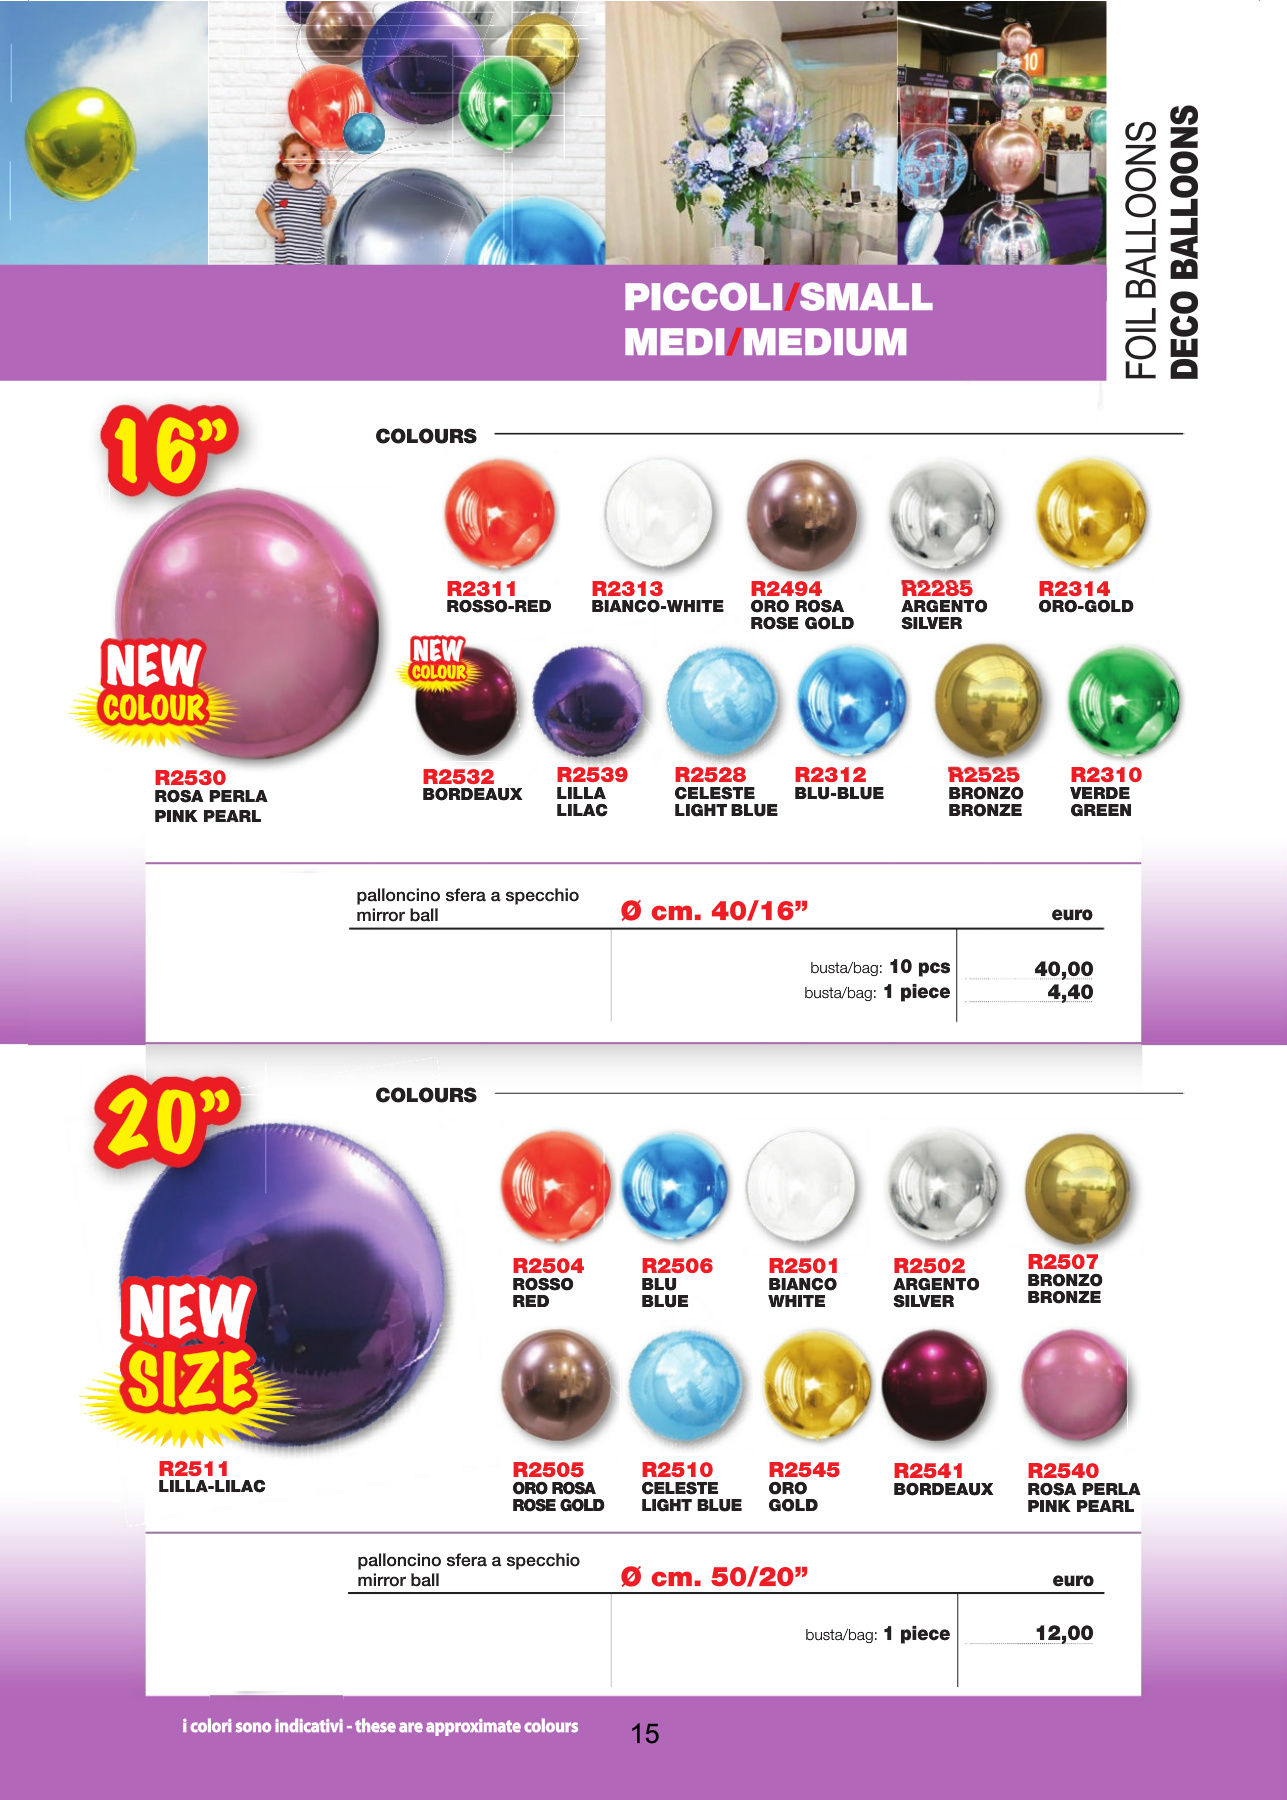 FOIL BALLOONS
DECO BALLOONS
10
PICCOLI/SMALL
MEDI/MEDIUM
16”
COLOURS
R2311
ROSSO-RED
R2313
BIANCO-WHITE
R2494
ORO ROSA
ROSE GOLD
R2285
ARGENTO
SILVER
R2314
ORO-GOLD
NEW
COLOUR
R2530
ROSA PERLA
PINK PEARL
NEW
COLOUR
R2532
BORDEAUX
R2539
LILLA
LILAC
R2528
CELESTE
LIGHT BLUE
R2312
BLU-BLUE
R2525
BRONZO
BRONZE
R2310
VERDE
GREEN
palloncino sfera a specchio
mirror ball
Ø cm. 40/16”
euro
busta/bag: 10 pcs 40,00
busta/bag: 1 piece 4,40
20”
COLOURS
NEW
SIZE
R2511
LILLA-LILAC
R2504
ROSSO
RED
R2506
BLU
BLUE
R2501
BIANCO
WHITE
R2502
ARGENTO
SILVER
R2507
BRONZO
BRONZE
R2505
ORO ROSA
ROSE GOLD
R2510
CELESTE
LIGHT BLUE
R2545
ORO
GOLD
R2541
BORDEAUX
R2540
ROSA PERLA
PINK PEARL
palloncino sfera a specchio
mirror ball
Ø cm. 50/20”
euro
busta/bag: 1 piece 12,00
i colori sono indicativi - these are approximate colours
15